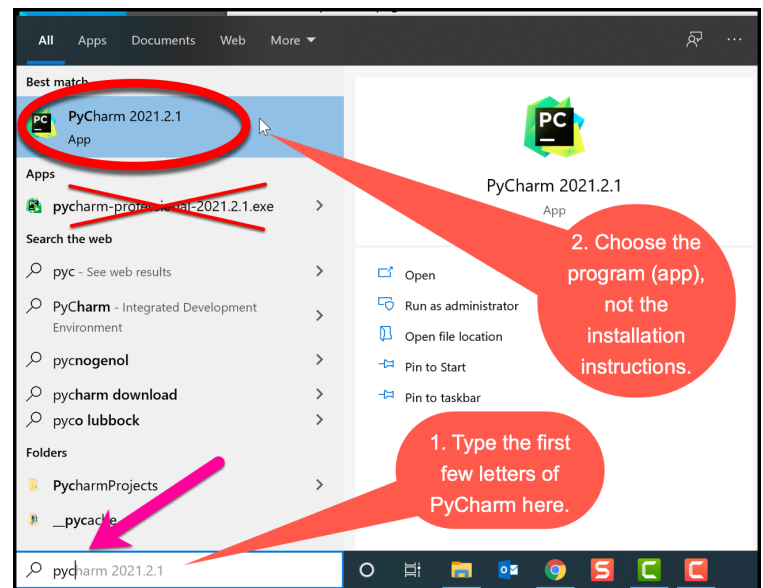 All Apps Documents Web More
Best match
PyCharm 2021.2.1
App
Apps
pycharm-professional-2021.2.1.exe
Search the web
pyc - See web results
PyCharm - Integrated Development
Environment
pycnogenol
pycharm download
pyco lubbock
Folders
PycharmProjects
__pycache
pycharm 2021.2.1
PC
PC
PyCharm 2021.2.1
App
Open
Run as administrator
Open file location
Pin to Start
Pin to taskbar
2. Choose the
program (app),
not the
installation
instructions.
1. Type the first
few letters of
PyCharm here.